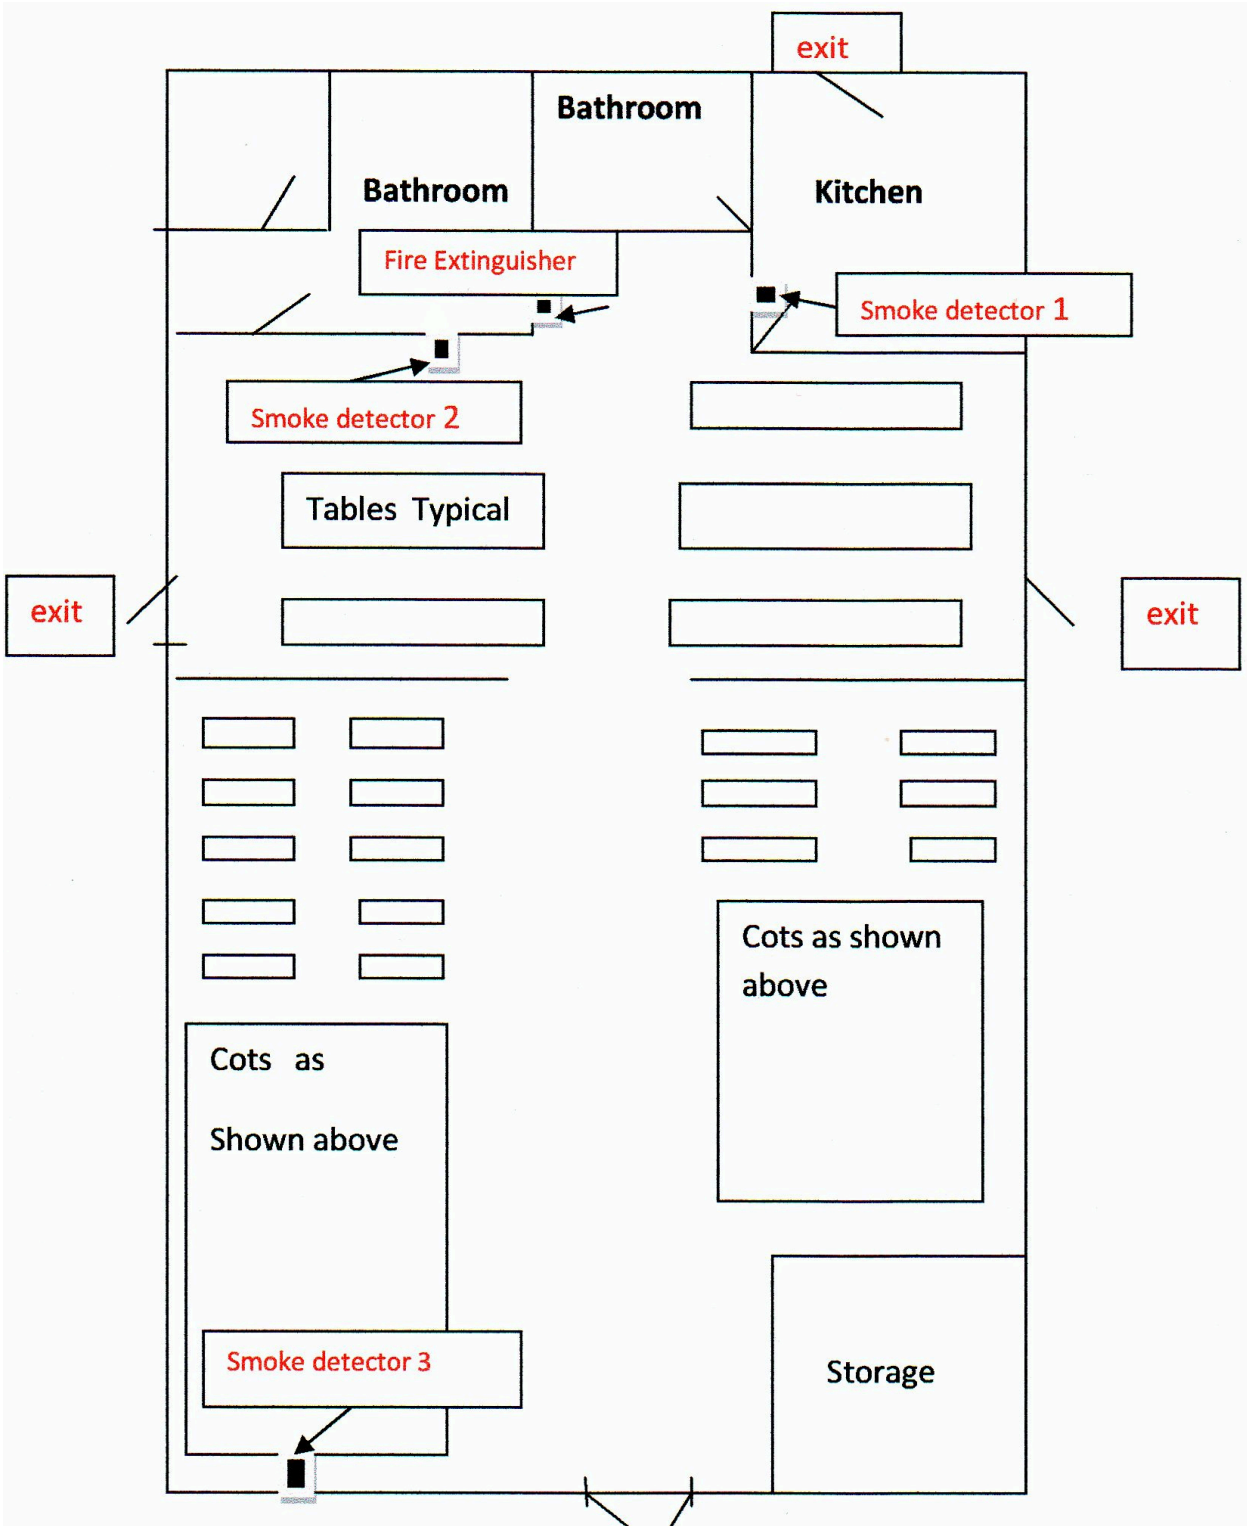 exit
Bathroom
Bathroom
Kitchen
Fire Extinguisher
Smoke detector 1
Smoke detector 2
Tables Typical
exit
exit
Cots as shown
above
Cots as
Shown above
Smoke detector 3
Storage